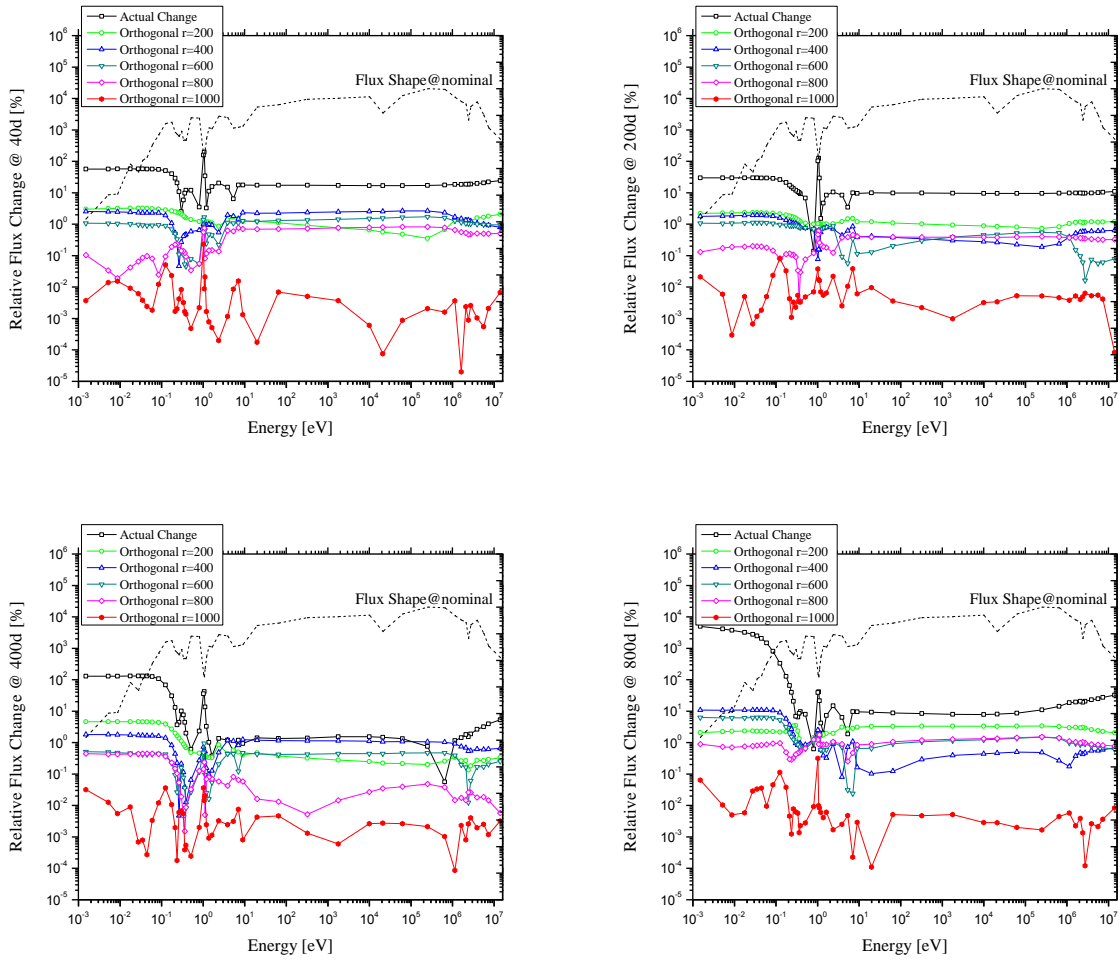 Actual Change
Orthogonal r=200
Orthogonal r=400
Orthogonal r=600
Orthogonal r=800
Orthogonal r=1000
Flux Shape@nominal
Relative Flux Change @ 40d [%]
10^6
10^5
10^4
10^3
10^2
10^1
10^0
10^-1
10^-2
10^-3
10^-4
10^-5
10^-3 10^-2 10^-1 10^0 10^1 10^2 10^3 10^4 10^5 10^6 10^7
Energy [eV]
Actual Change
Orthogonal r=200
Orthogonal r=400
Orthogonal r=600
Orthogonal r=800
Orthogonal r=1000
Flux Shape@nominal
Relative Flux Change @ 200d [%]
10^6
10^5
10^4
10^3
10^2
10^1
10^0
10^-1
10^-2
10^-3
10^-4
10^-5
10^-3 10^-2 10^-1 10^0 10^1 10^2 10^3 10^4 10^5 10^6 10^7
Energy [eV]
Actual Change
Orthogonal r=200
Orthogonal r=400
Orthogonal r=600
Orthogonal r=800
Orthogonal r=1000
Flux Shape@nominal
Relative Flux Change @ 400d [%]
10^6
10^5
10^4
10^3
10^2
10^1
10^0
10^-1
10^-2
10^-3
10^-4
10^-5
10^-3 10^-2 10^-1 10^0 10^1 10^2 10^3 10^4 10^5 10^6 10^7
Energy [eV]
Actual Change
Orthogonal r=200
Orthogonal r=400
Orthogonal r=600
Orthogonal r=800
Orthogonal r=1000
Flux Shape@nominal
Relative Flux Change @ 800d [%]
10^6
10^5
10^4
10^3
10^2
10^1
10^0
10^-1
10^-2
10^-3
10^-4
10^-5
10^-3 10^-2 10^-1 10^0 10^1 10^2 10^3 10^4 10^5 10^6 10^7
Energy [eV]